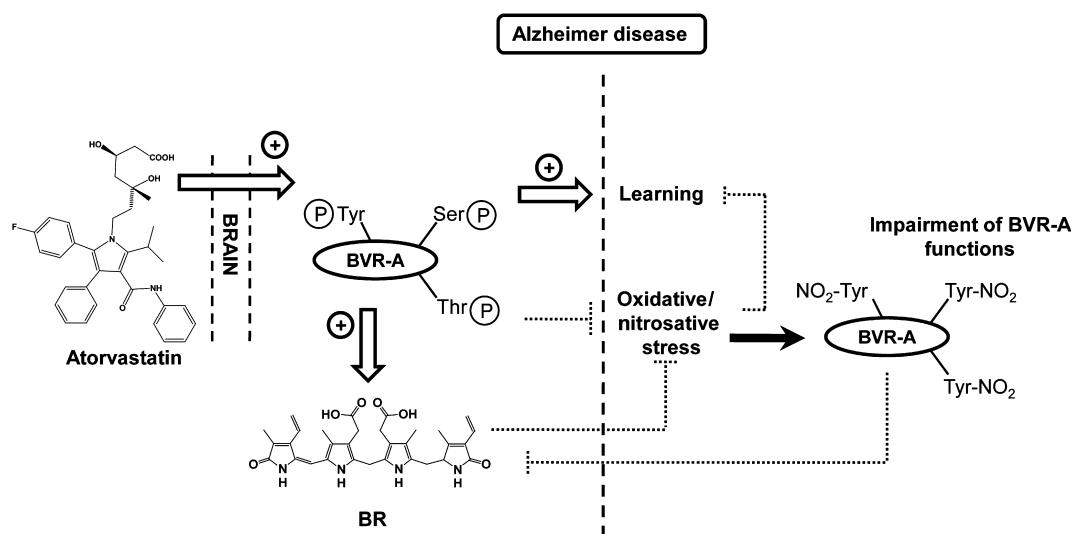 Alzheimer disease
+
HO
COOH
OH
F
N
O
NH
Atorvastatin
BRAIN
+
P Tyr
Ser P
BVR-A
Thr P
+
Learning
Oxidative/
nitrosative
stress
Impairment of BVR-A
functions
NO2-Tyr
Tyr-NO2
BVR-A
Tyr-NO2
HO O O OH
O N N N N O
H H H H
BR